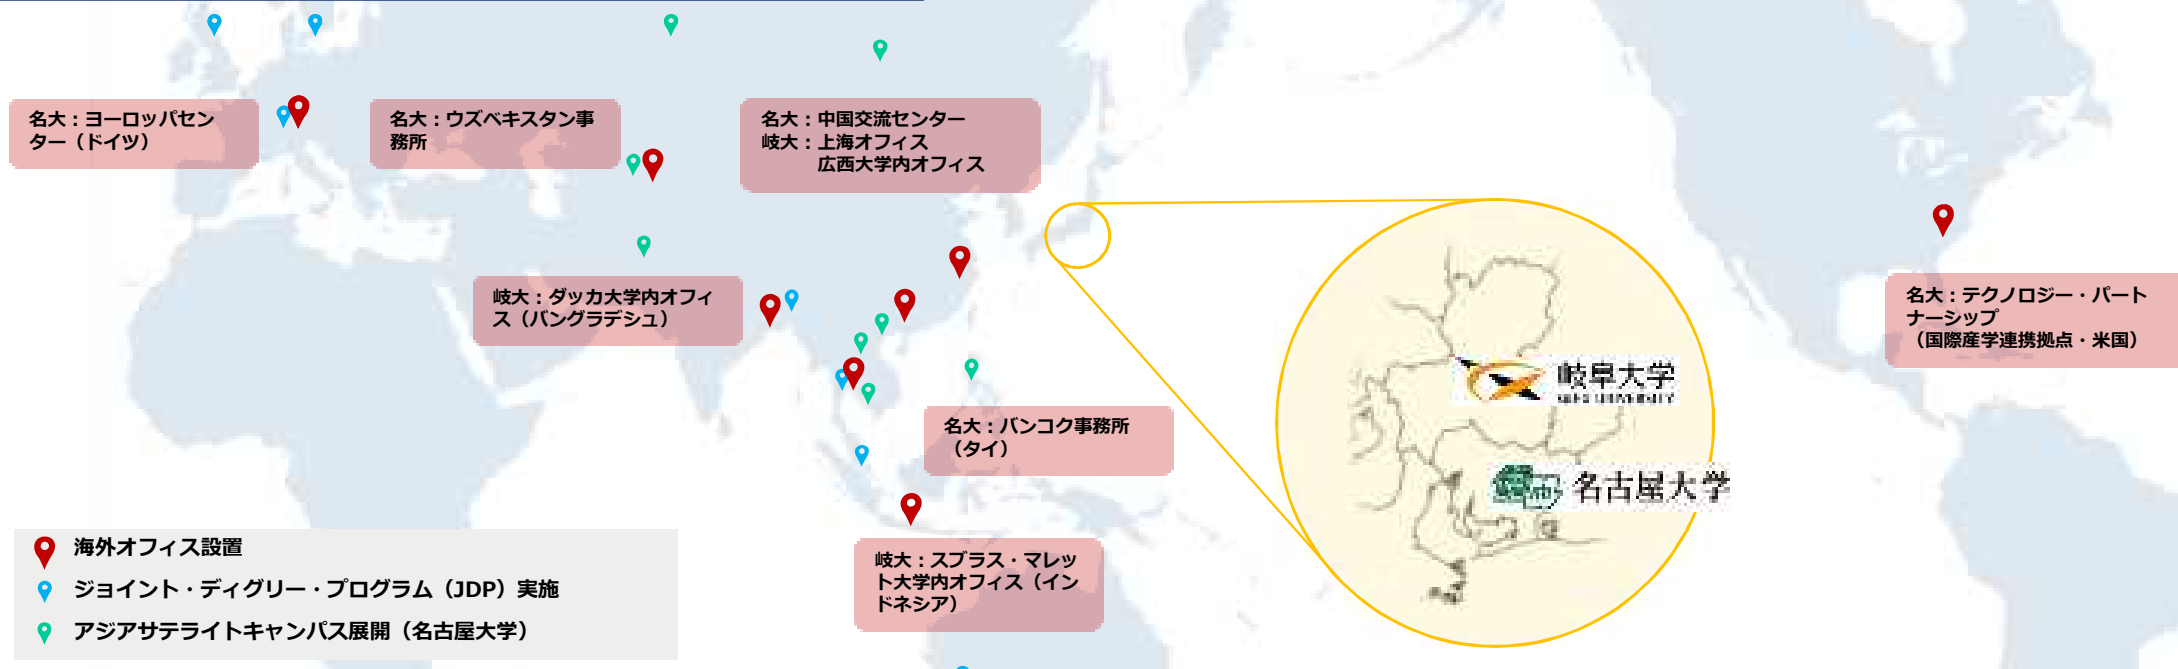 名大：ヨーロッパセン
ター（ドイツ）
名大：ウズベキスタン事
務所
名大：中国交流センター
岐大：上海オフィス
広西大学内オフィス
岐大：ダッカ大学内オフィ
ス（バングラデシュ）
名大：テクノロジー・パート
ナーシップ
（国際産学連携拠点・米国）
岐阜大学
GIFU UNIVERSITY
名大：バンコク事務所
（タイ）
名古屋大学
岐大：スブラス・マレッ
ト大学内オフィス（イン
ドネシア）
海外オフィス設置
ジョイント・ディグリー・プログラム（JDP）実施
アジアサテライトキャンパス展開（名古屋大学）